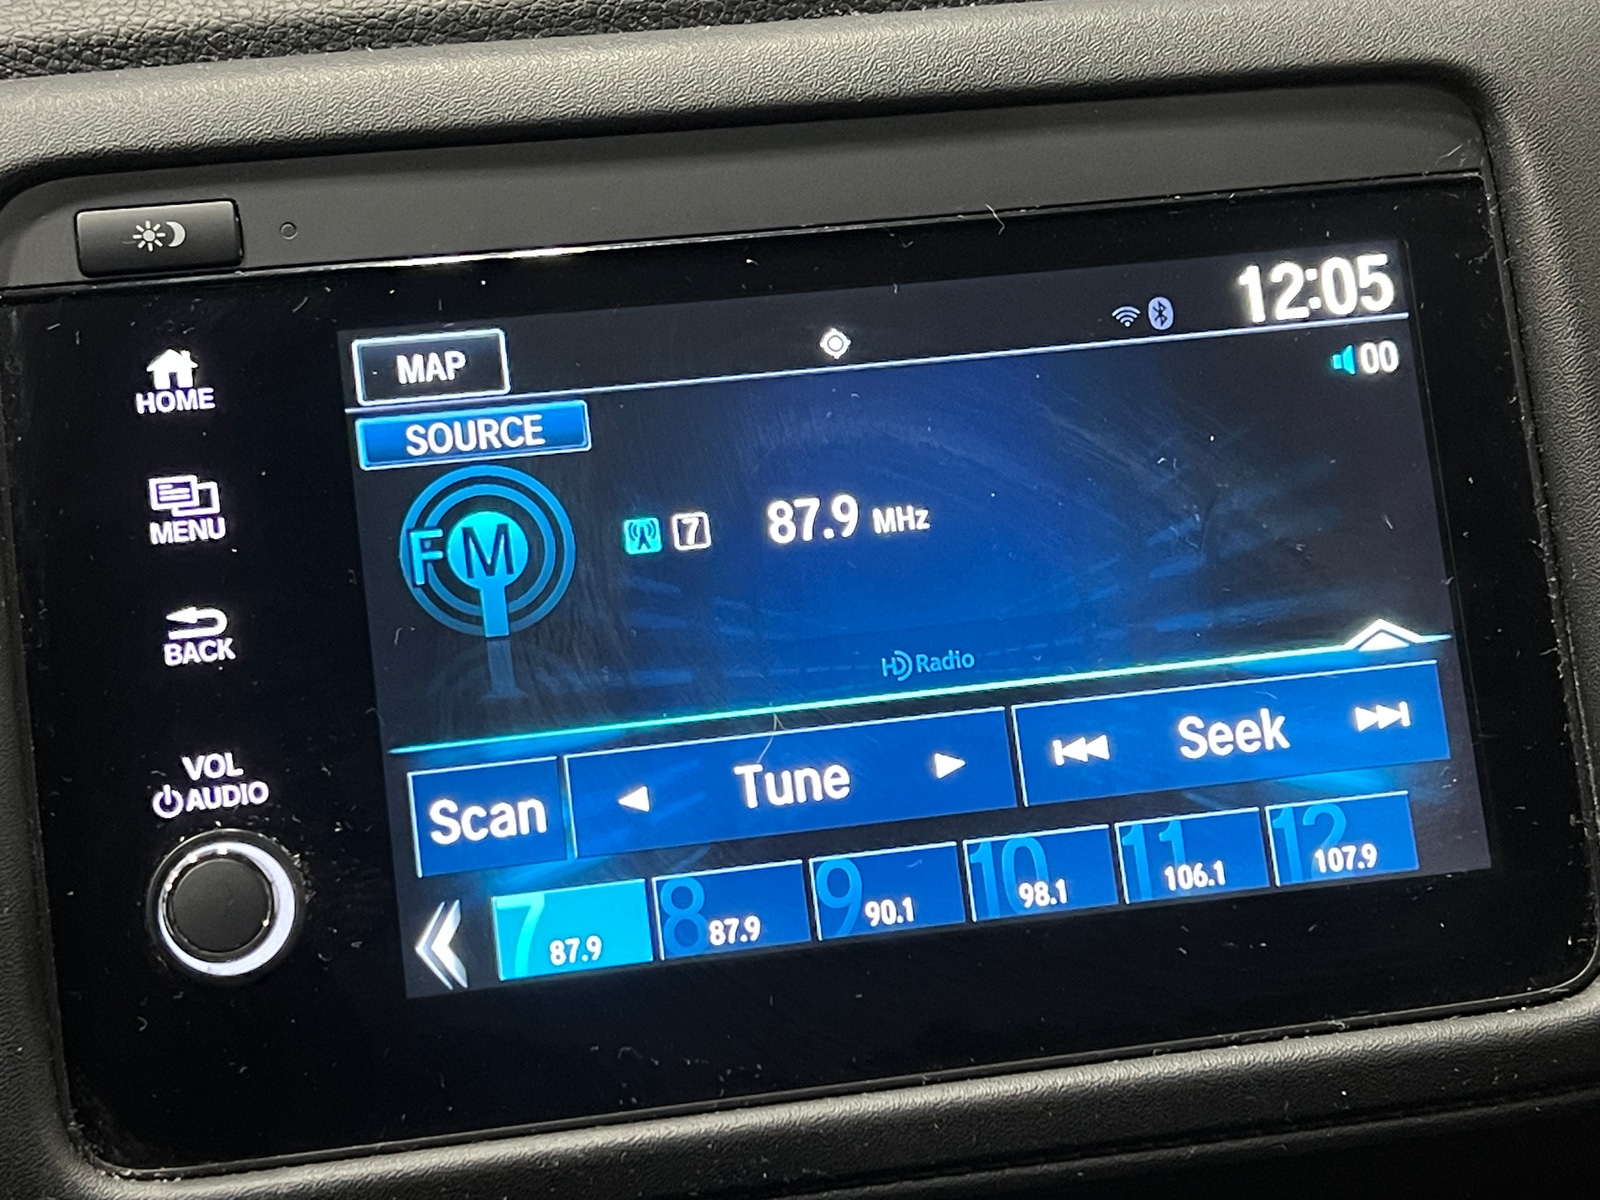 12:05
MAP
00
HOME
SOURCE
MENU
FM
7
87.9 MHz
BACK
HD Radio
VOL
AUDIO
Scan
Tune
Seek
7 87.9
8 87.9
9 90.1
10 98.1
11 106.1
12 107.9